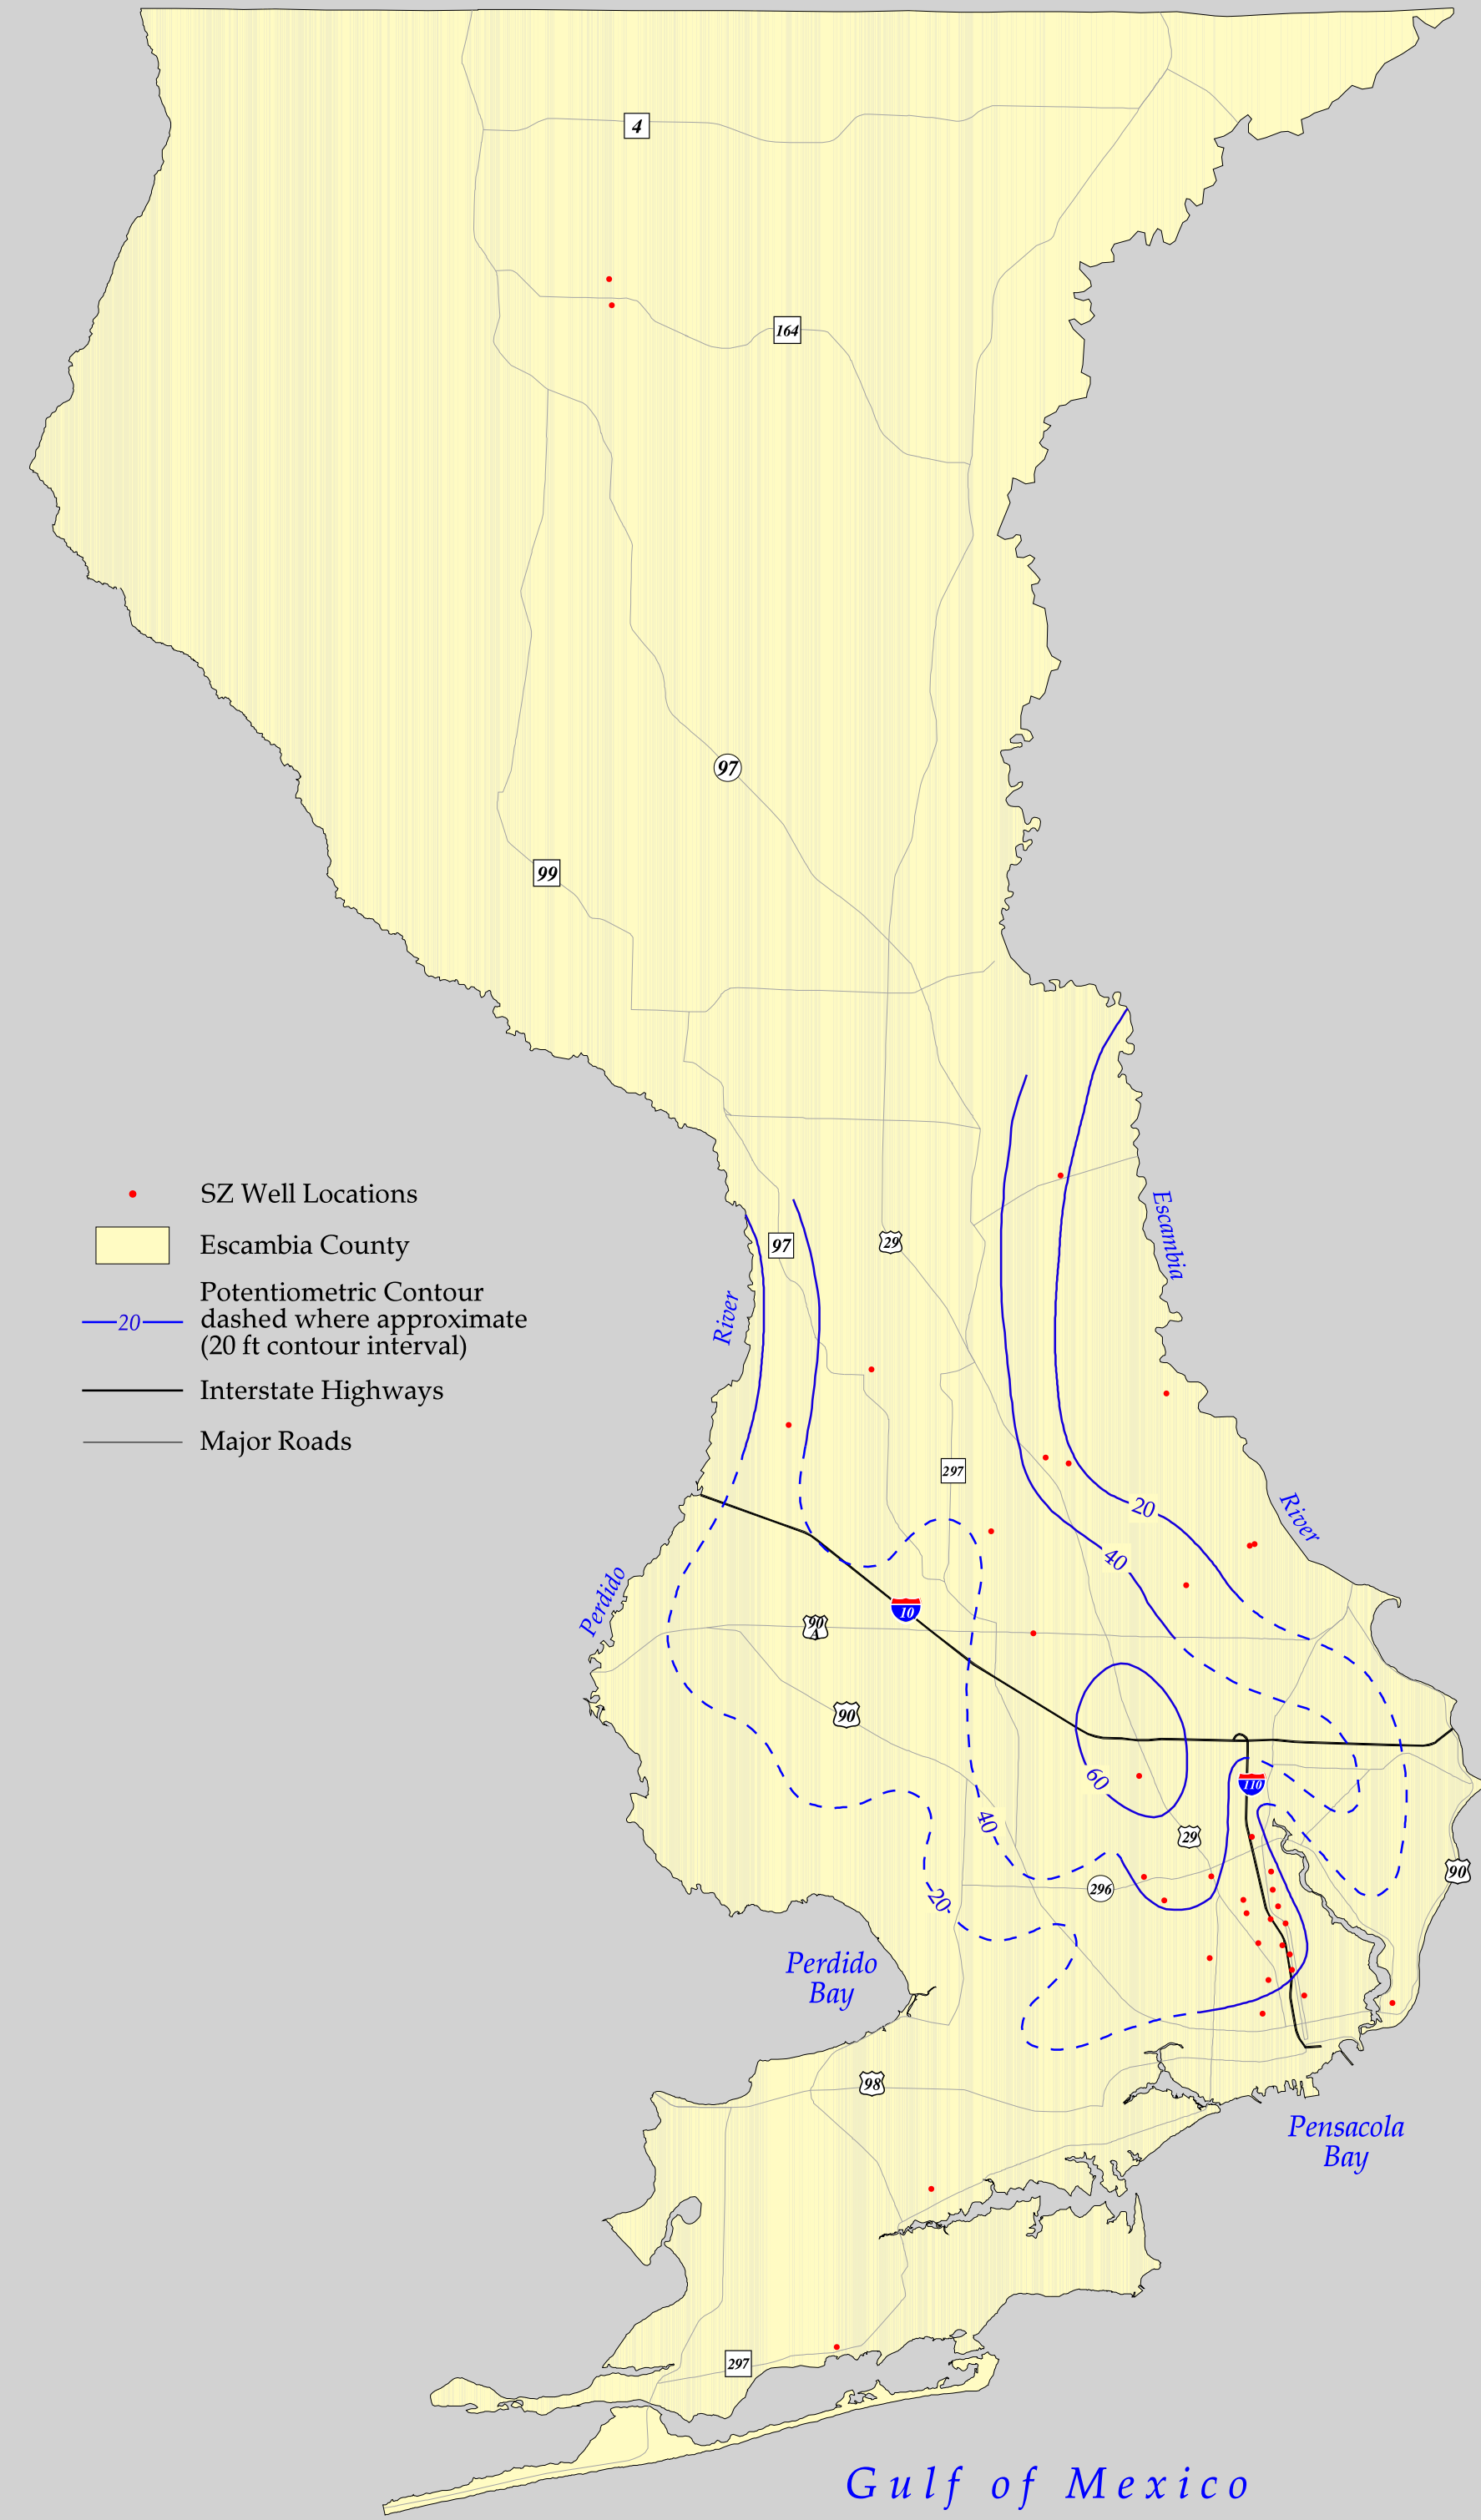 4
164
97
99
SZ Well Locations
Escambia County
Potentiometric Contour
20
dashed where approximate
(20 ft contour interval)
Interstate Highways
Major Roads
97
29
Escambia
River
297
20
River
40
Perdido
10
90
A
90
60
110
40
29
90
296
20
Perdido
Bay
98
Pensacola
Bay
297
Gulf of Mexico